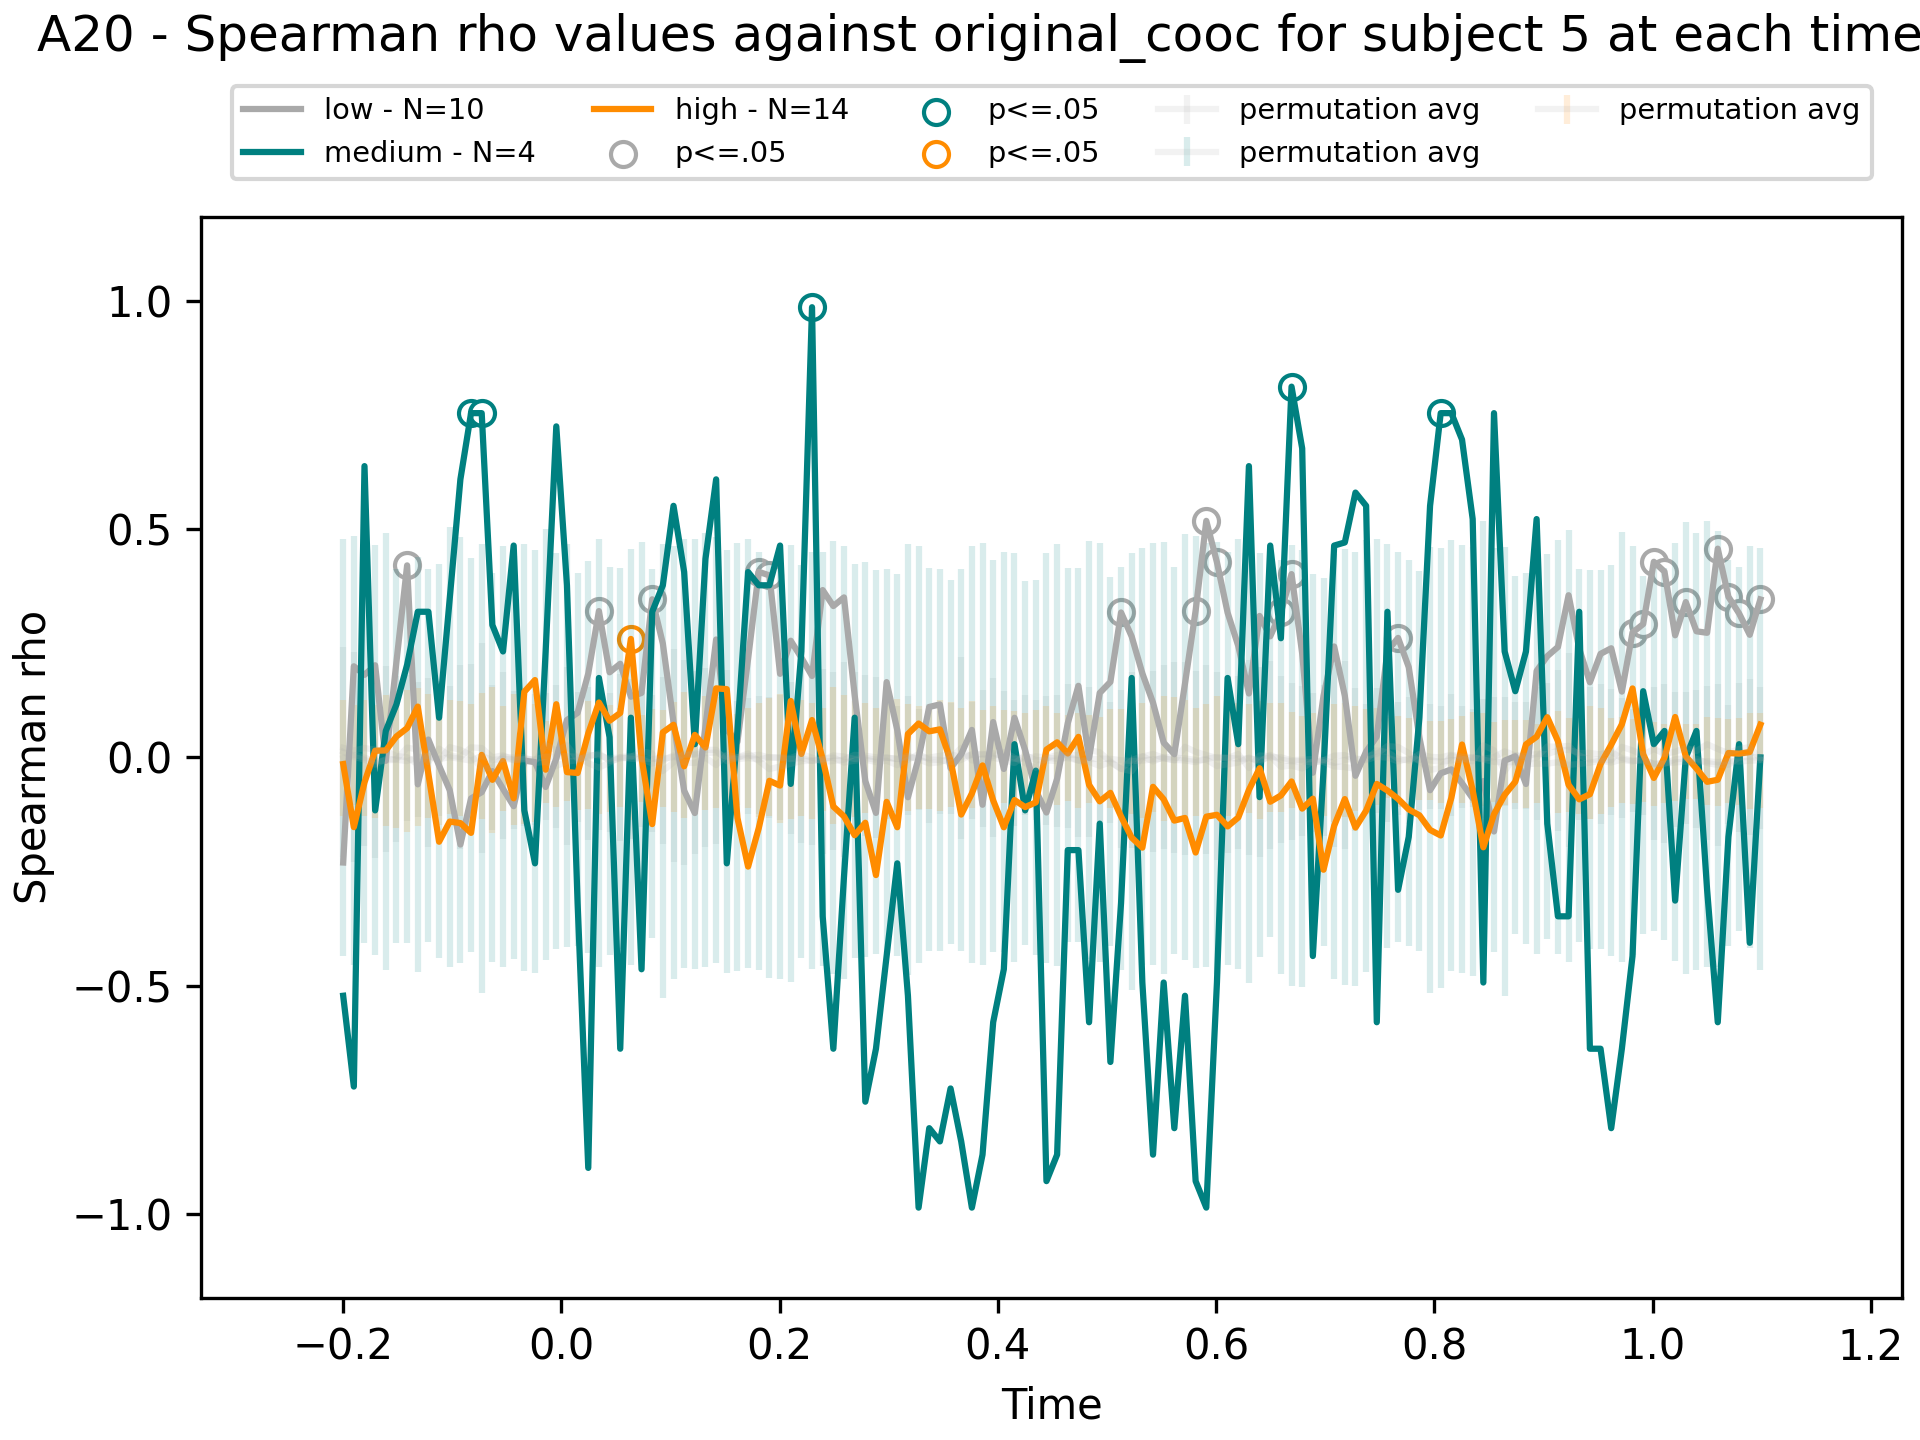 A20 - Spearman rho values against original_cooc for subject 5 at each time
low - N=10
medium - N=4
high - N=14
p<=.05
p<=.05
p<=.05
permutation avg
permutation avg
permutation avg
1.0
0.5
0.0
−0.5
−1.0
Spearman rho
−0.2
0.0
0.2
0.4
0.6
0.8
1.0
1.2
Time